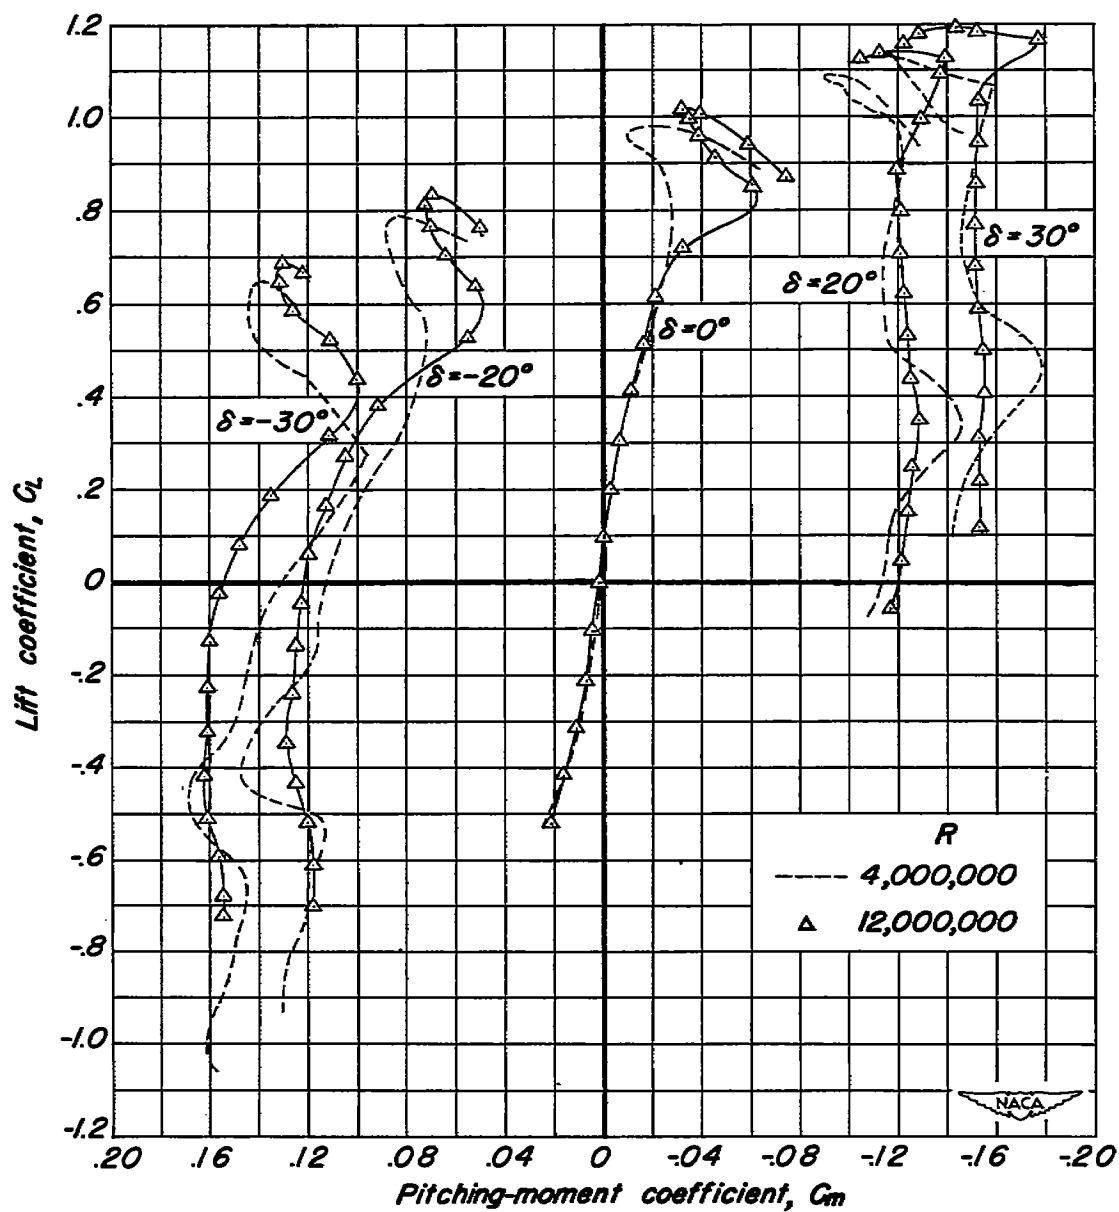 1.2
1.0
.8
.6
.4
.2
0
-.2
-.4
-.6
-.8
-1.0
-1.2
Lift coefficient, CL
δ=-30°
δ=-20°
δ=0°
δ=20°
δ=30°
R
4,000,000
12,000,000
NACA
.20 .16 .12 .08 .04 0 -.04 -.08 -.12 -.16 -.20
Pitching-moment coefficient, Cm